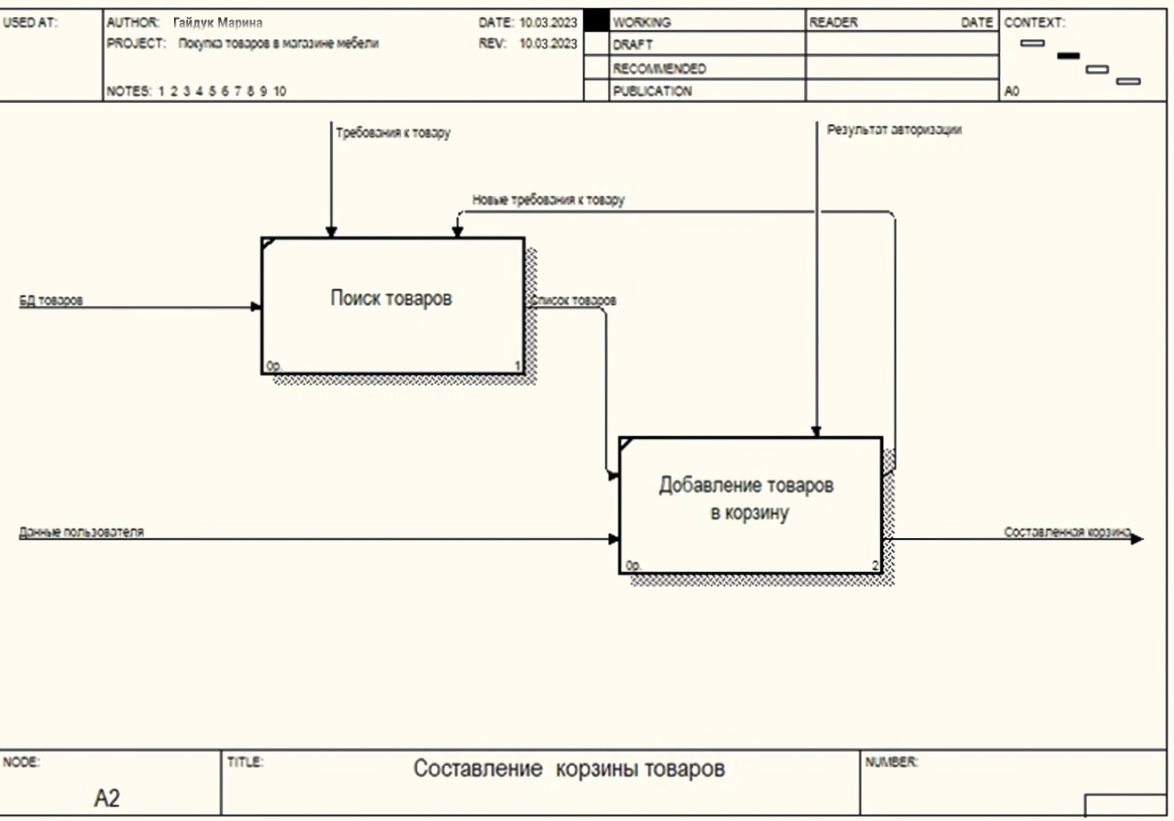 USED AT:
AUTHOR: Гайдук Марина
DATE: 10.03.2023
PROJECT: Покупка товаров в магазине мебели
REV: 10.03.2023
NOTES: 1 2 3 4 5 6 7 8 9 10
WORKING
DRAFT
RECOMMENDED
PUBLICATION
READER DATE
CONTEXT:
A0
Требования к товару
Результат авторизации
Новые требования к товару
БД товаров
Поиск товаров
0р. 1
Список товаров
Добавление товаров
в корзину
0р. 2
Данные пользователя
Составленная корзина
NODE:
A2
TITLE:
Составление корзины товаров
NUMBER: